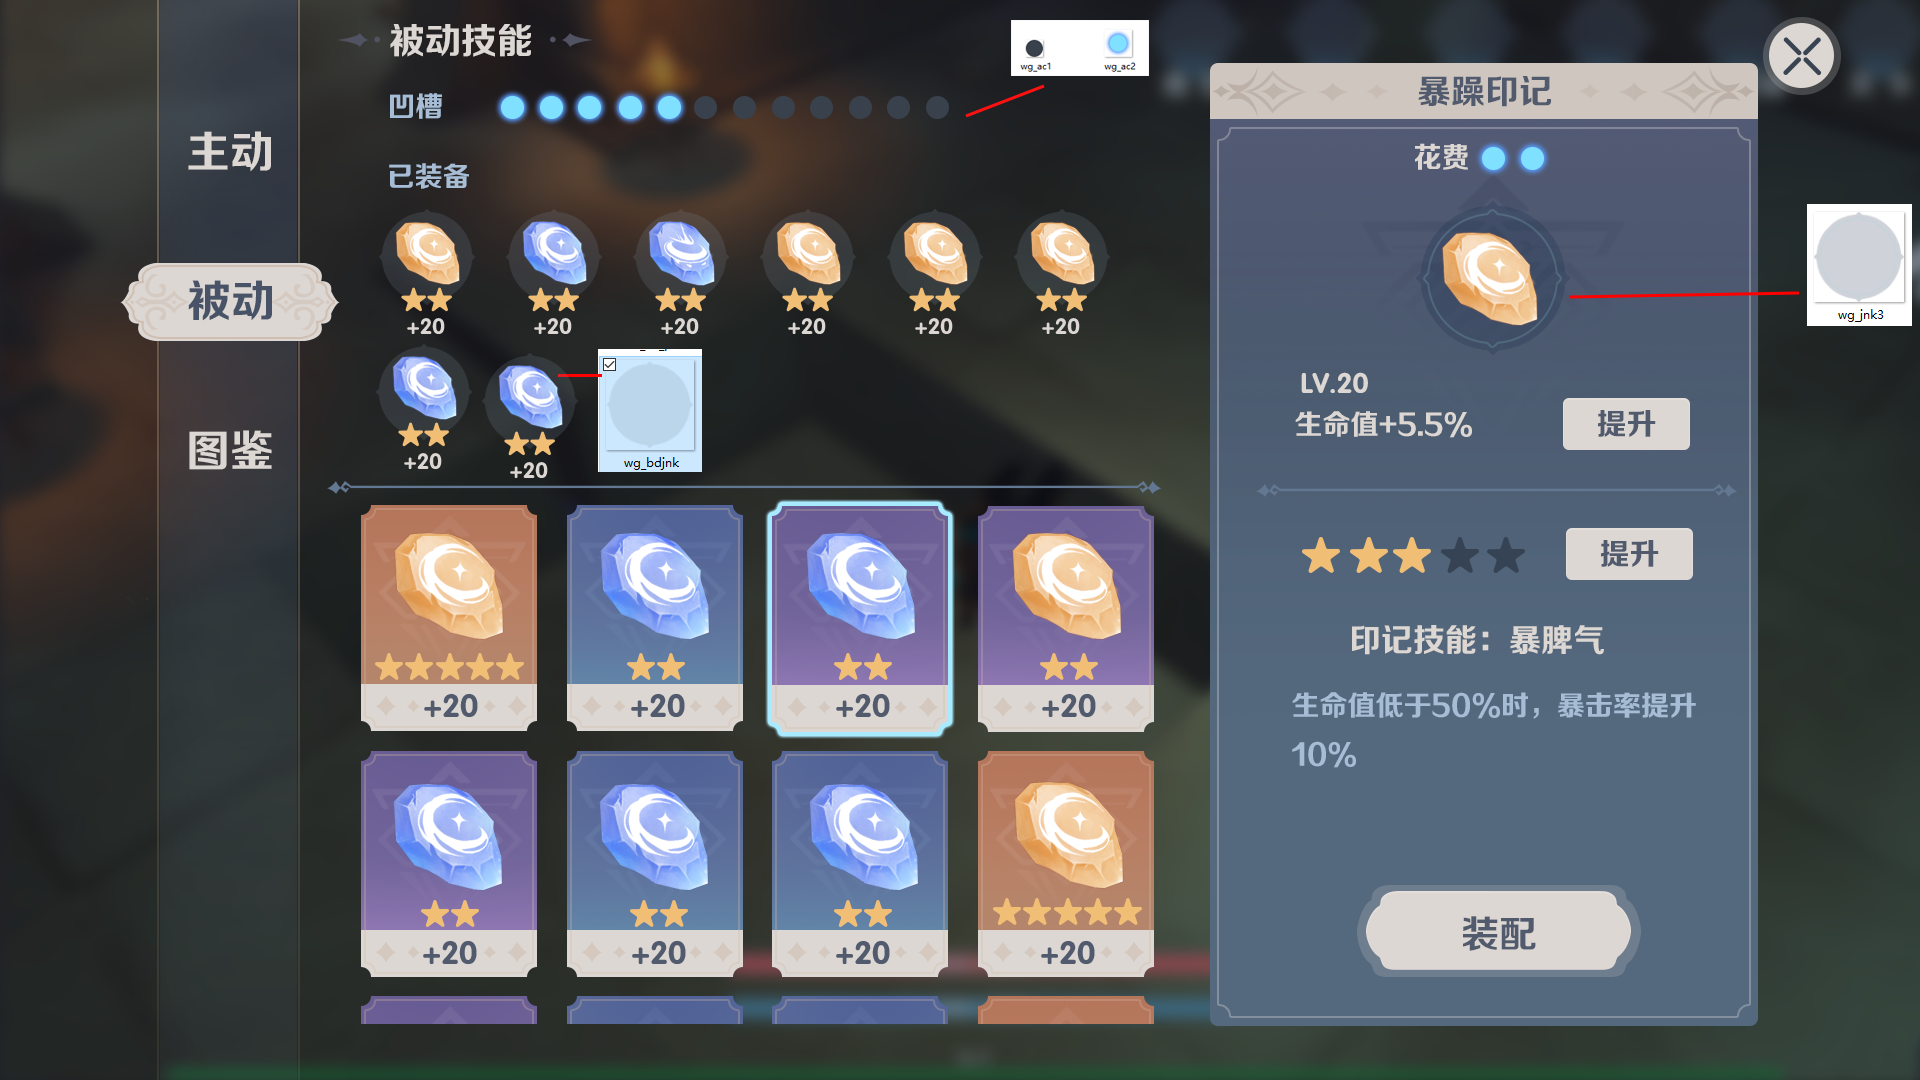 被动技能
wg_ac1
wg_ac2
凹槽
已装备
主动
被动
图鉴
+20
+20
+20
+20
+20
+20
+20
+20
wg_bdjnk
+20
+20
+20
+20
+20
+20
+20
+20
暴躁印记
花费
wg_jnk3
LV.20
生命值+5.5%
提升
提升
印记技能：暴脾气
生命值低于50%时，暴击率提升
10%
装配